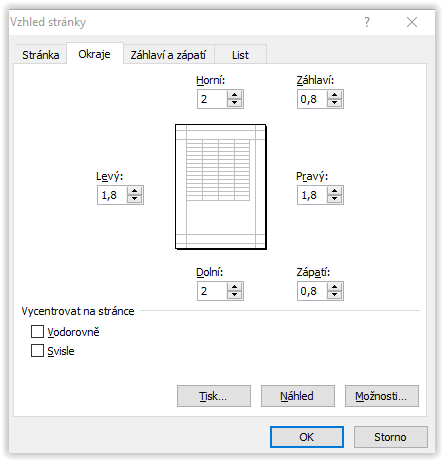 Vzhled stránky
Stránka Okraje Záhlaví a zápatí List
Horní: Záhlaví:
2 0,8
Levý: Pravý:
1,8 1,8
Dolní: Zápatí:
2 0,8
Vycentrovat na stránce
Vodorovně
Svisle
Tisk... Náhled Možnosti...
OK Storno